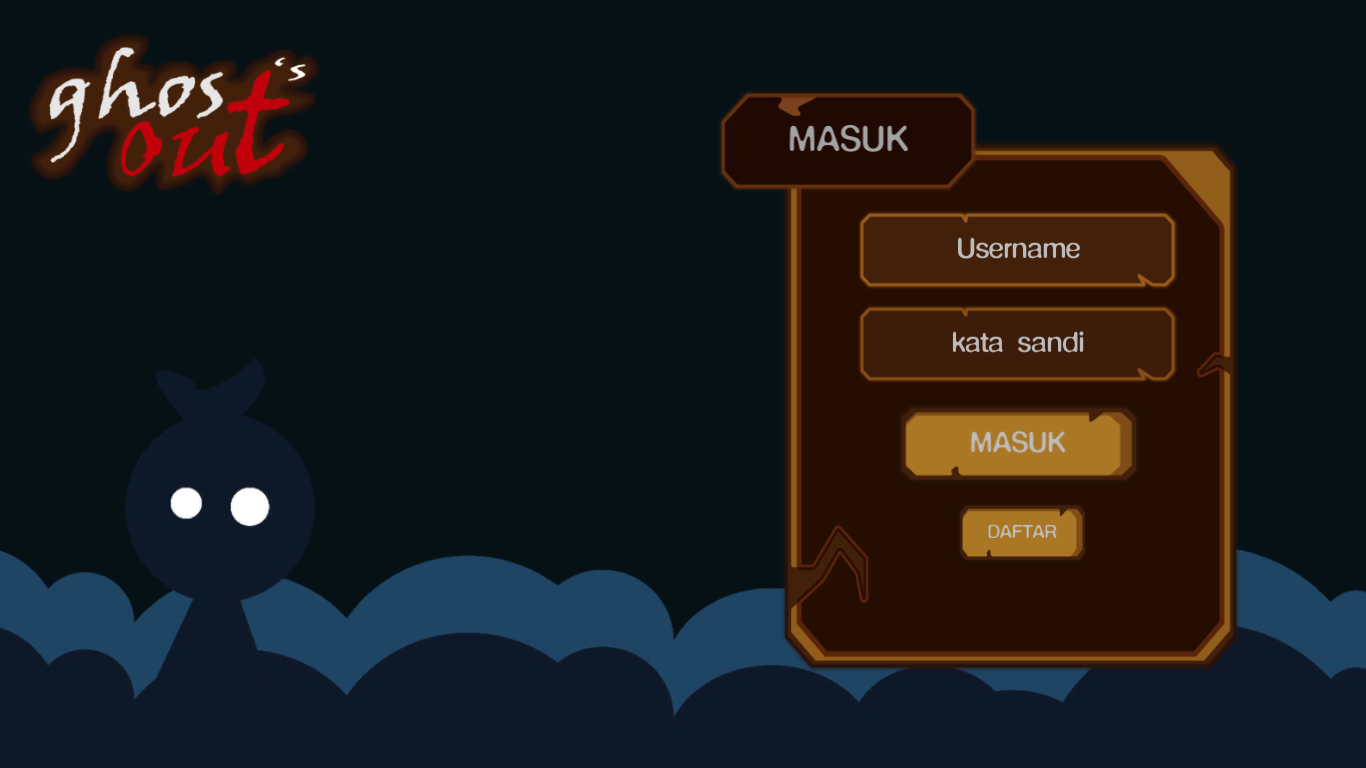 ghost's
out
MASUK
Username
kata sandi
MASUK
DAFTAR